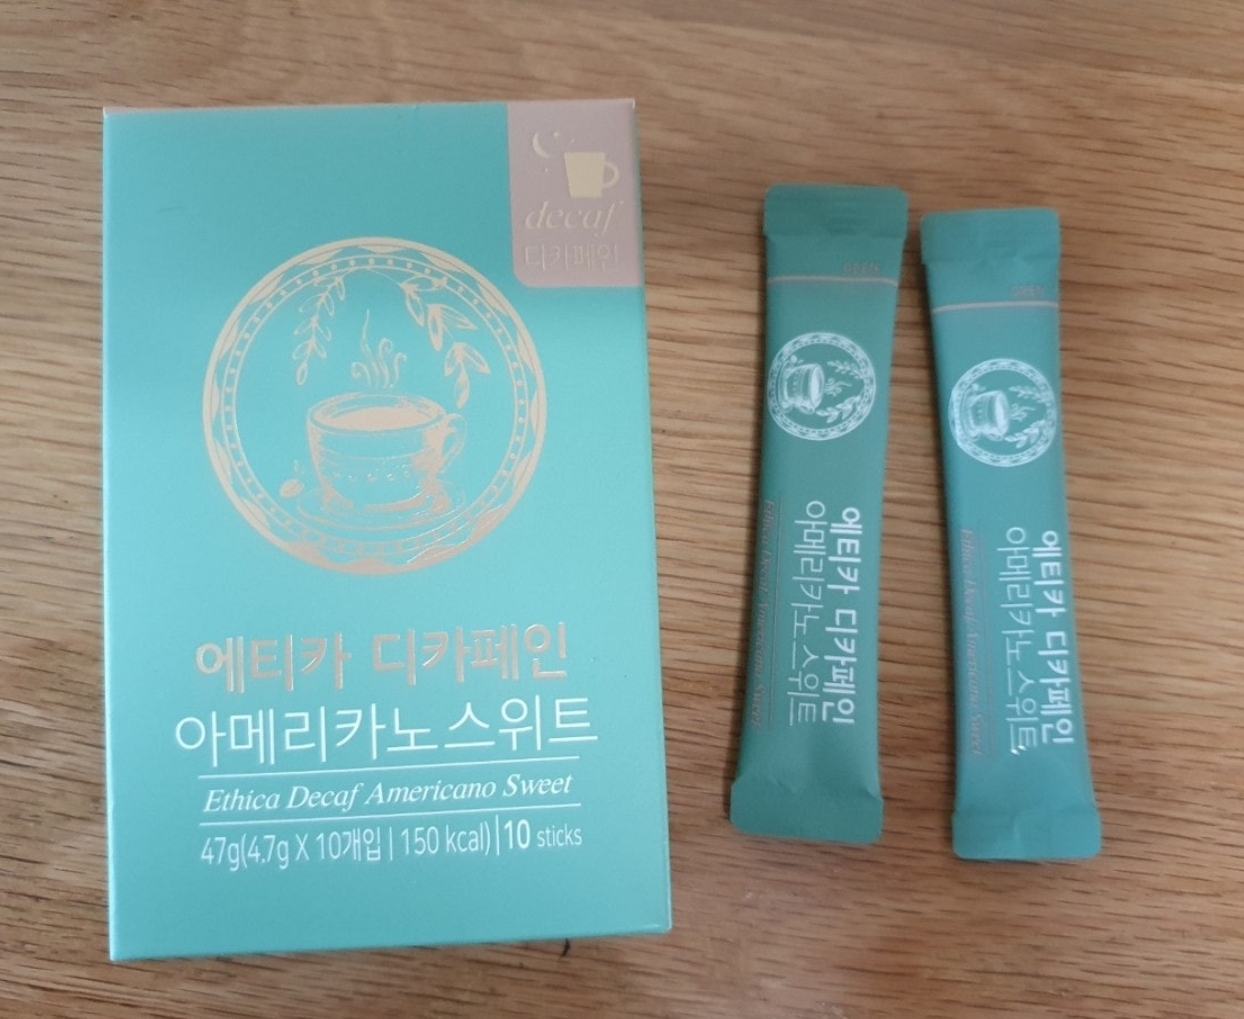 decaf
디카페인
에티카 디카페인
아메리카노스위트
Ethica Decaf Americano Sweet
47g(4.7g X 10개입 | 150 kcal) | 10 sticks
OPEN
에티카 디카페인
아메리카노스위트
Ethica Decaf Americano Sweet
OPEN
에티카 디카페인
아메리카노스위트
Ethica Decaf Americano Sweet